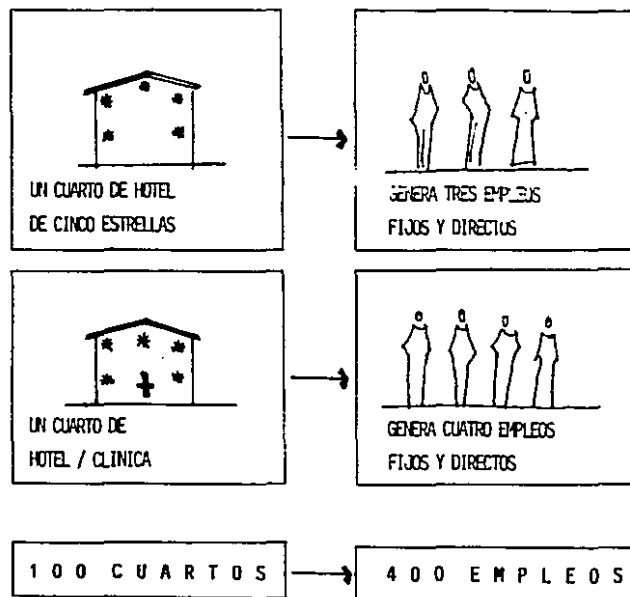 UN CUARTO DE HOTEL
DE CINCO ESTRELLAS
GENERA TRES EMPLEOS
FIJOS Y DIRECTOS
UN CUARTO DE
HOTEL / CLINICA
GENERA CUATRO EMPLEOS
FIJOS Y DIRECTOS
100 CUARTOS
400 EMPLEOS